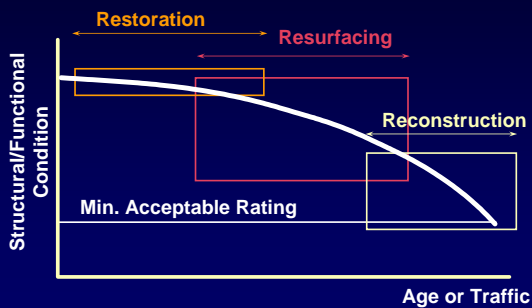 Restoration
Resurfacing
Reconstruction
Structural/Functional
Condition
Min. Acceptable Rating
Age or Traffic